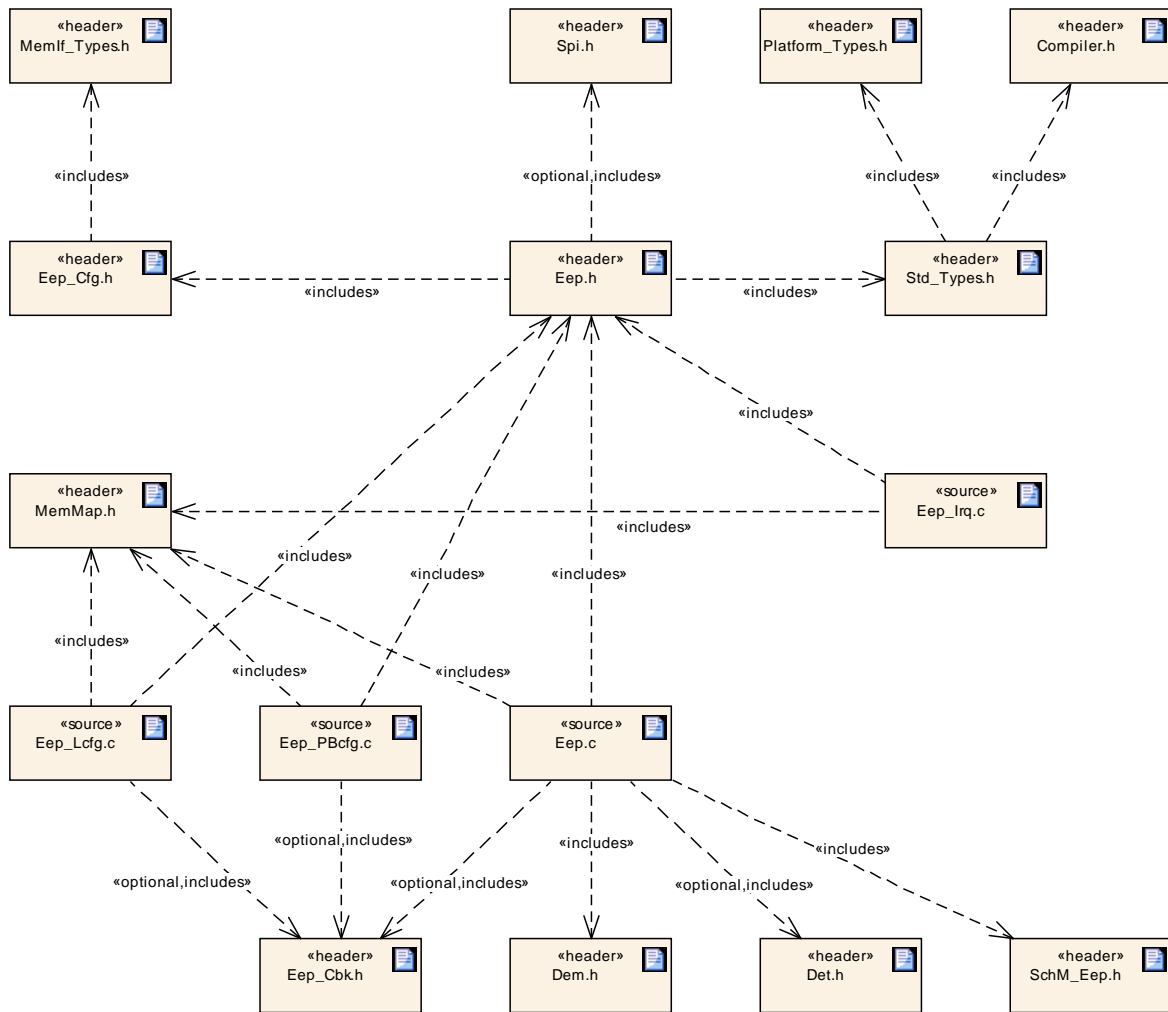 «header»
MemIf_Types.h
«header»
Spi.h
«header»
Platform_Types.h
«header»
Compiler.h
«includes»
«optional,includes»
«includes»
«includes»
«header»
Eep_Cfg.h
«header»
Eep.h
«header»
Std_Types.h
«includes»
«includes»
«includes»
«header»
MemMap.h
«source»
Eep_Irq.c
«includes»
«includes»
«includes»
«includes»
«includes»
«includes»
«includes»
«source»
Eep_Lcfg.c
«source»
Eep_PBcfg.c
«source»
Eep.c
«optional,includes»
«includes»
«includes»
«optional,includes»
«optional,includes»
«optional,includes»
«header»
Eep_Cbk.h
«header»
Dem.h
«header»
Det.h
«header»
SchM_Eep.h